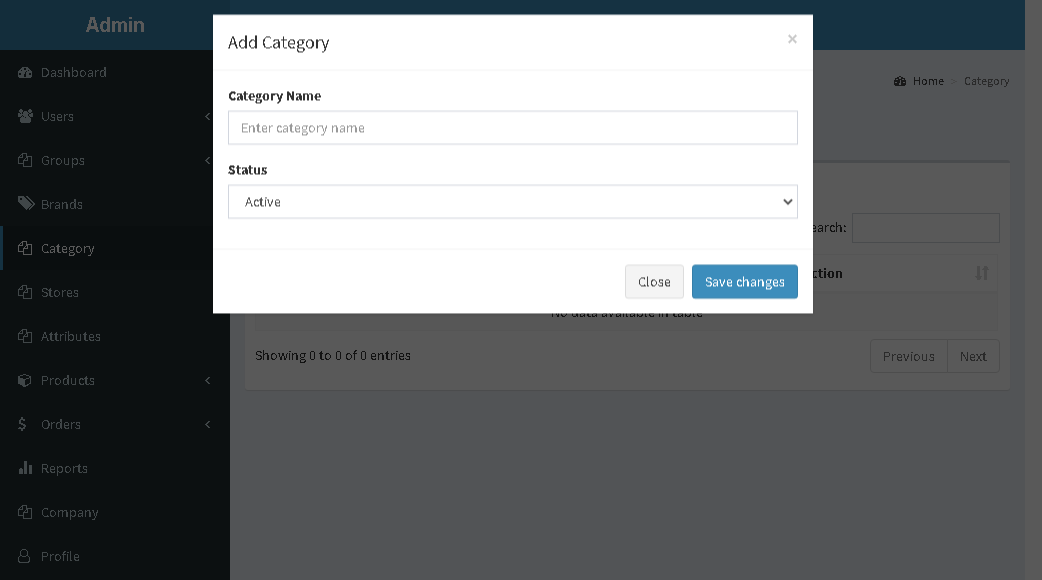 Admin
Dashboard
Users
Groups
Brands
Category
Stores
Attributes
Products
Orders
Reports
Company
Profile
Add Category
×
Category Name
Enter category name
Status
Active
Close
Save changes
Home > Category
earch:
ction
No data available in table
Showing 0 to 0 of 0 entries
Previous
Next